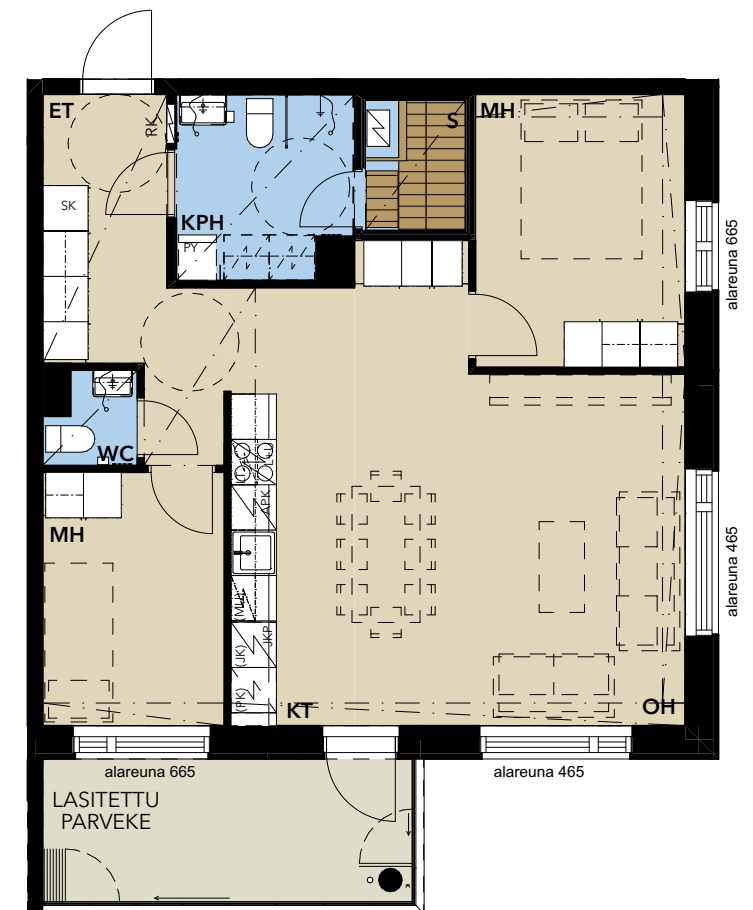 ET
RK
MH
S
SK
KPH
PY
alareuna 665
WC
LTU
APK
MH
alareuna 465
(MU)
(JK)
JKP
(PK)
KT
OH
alareuna 665
alareuna 465
LASITETTU
PARVEKE